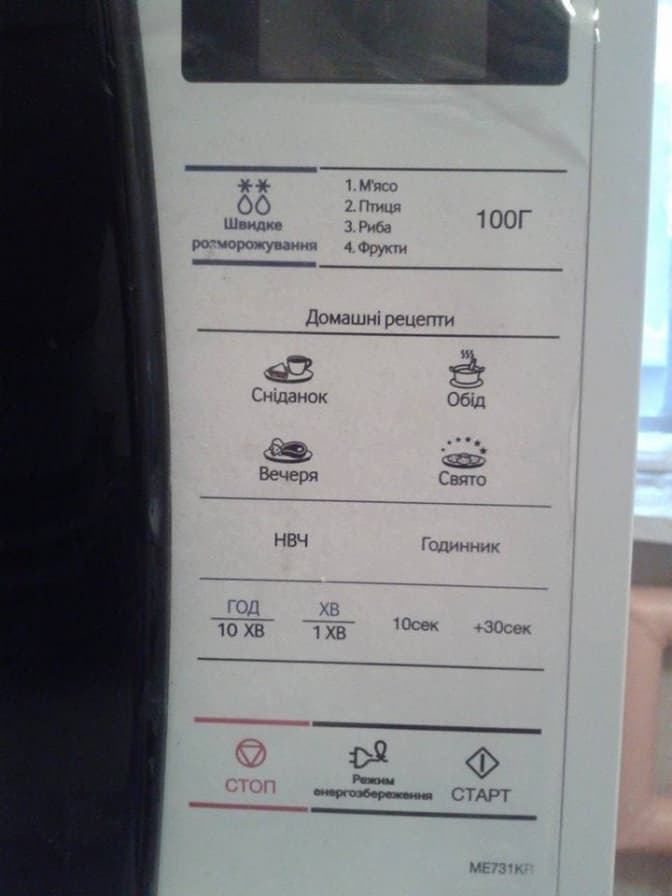 1. М'ясо
2. Птиця
3. Риба
4. Фрукти
100Г
Швидке
розморожування
Домашні рецепти
Сніданок
Обід
Вечеря
Свято
НВЧ
Годинник
ГОД
10 ХВ
ХВ
1 ХВ
10сек
+30сек
СТОП
Режим
енергозбереження
СТАРТ
ME731KR